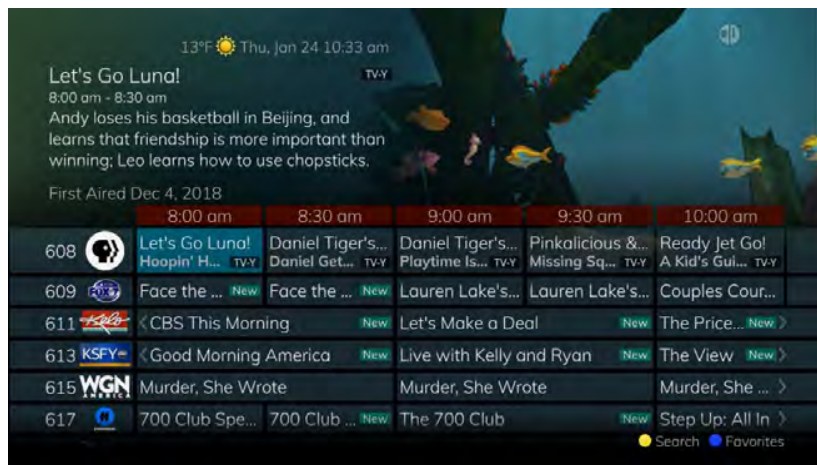 13°F Thu, Jan 24 10:33 am
Let's Go Luna! TV-Y
8:00 am - 8:30 am
Andy loses his basketball in Beijing, and
learns that friendship is more important than
winning; Leo learns how to use chopsticks.
First Aired Dec 4, 2018
8:00 am 8:30 am 9:00 am 9:30 am 10:00 am
608 Let's Go Luna! Daniel Tiger's... Daniel Tiger's... Pinkalicious &... Ready Jet Go!
Hoopin' H... TV-Y Daniel Get... TV-Y Playtime Is... TV-Y Missing Sq... TV-Y A Kid's Gui... TV-Y
609 FOX Face the ... New Face the ... New Lauren Lake's... Lauren Lake's... Couples Cour...
611 Kelo <CBS This Morning New Let's Make a Deal New The Price... New >
613 KSFY <Good Morning America New Live with Kelly and Ryan New The View New >
615 WGN AMERICA Murder, She Wrote Murder, She Wrote Murder, She ... >
617 700 Club Spe... 700 Club ... New The 700 Club New Step Up: All In >
Search Favorites